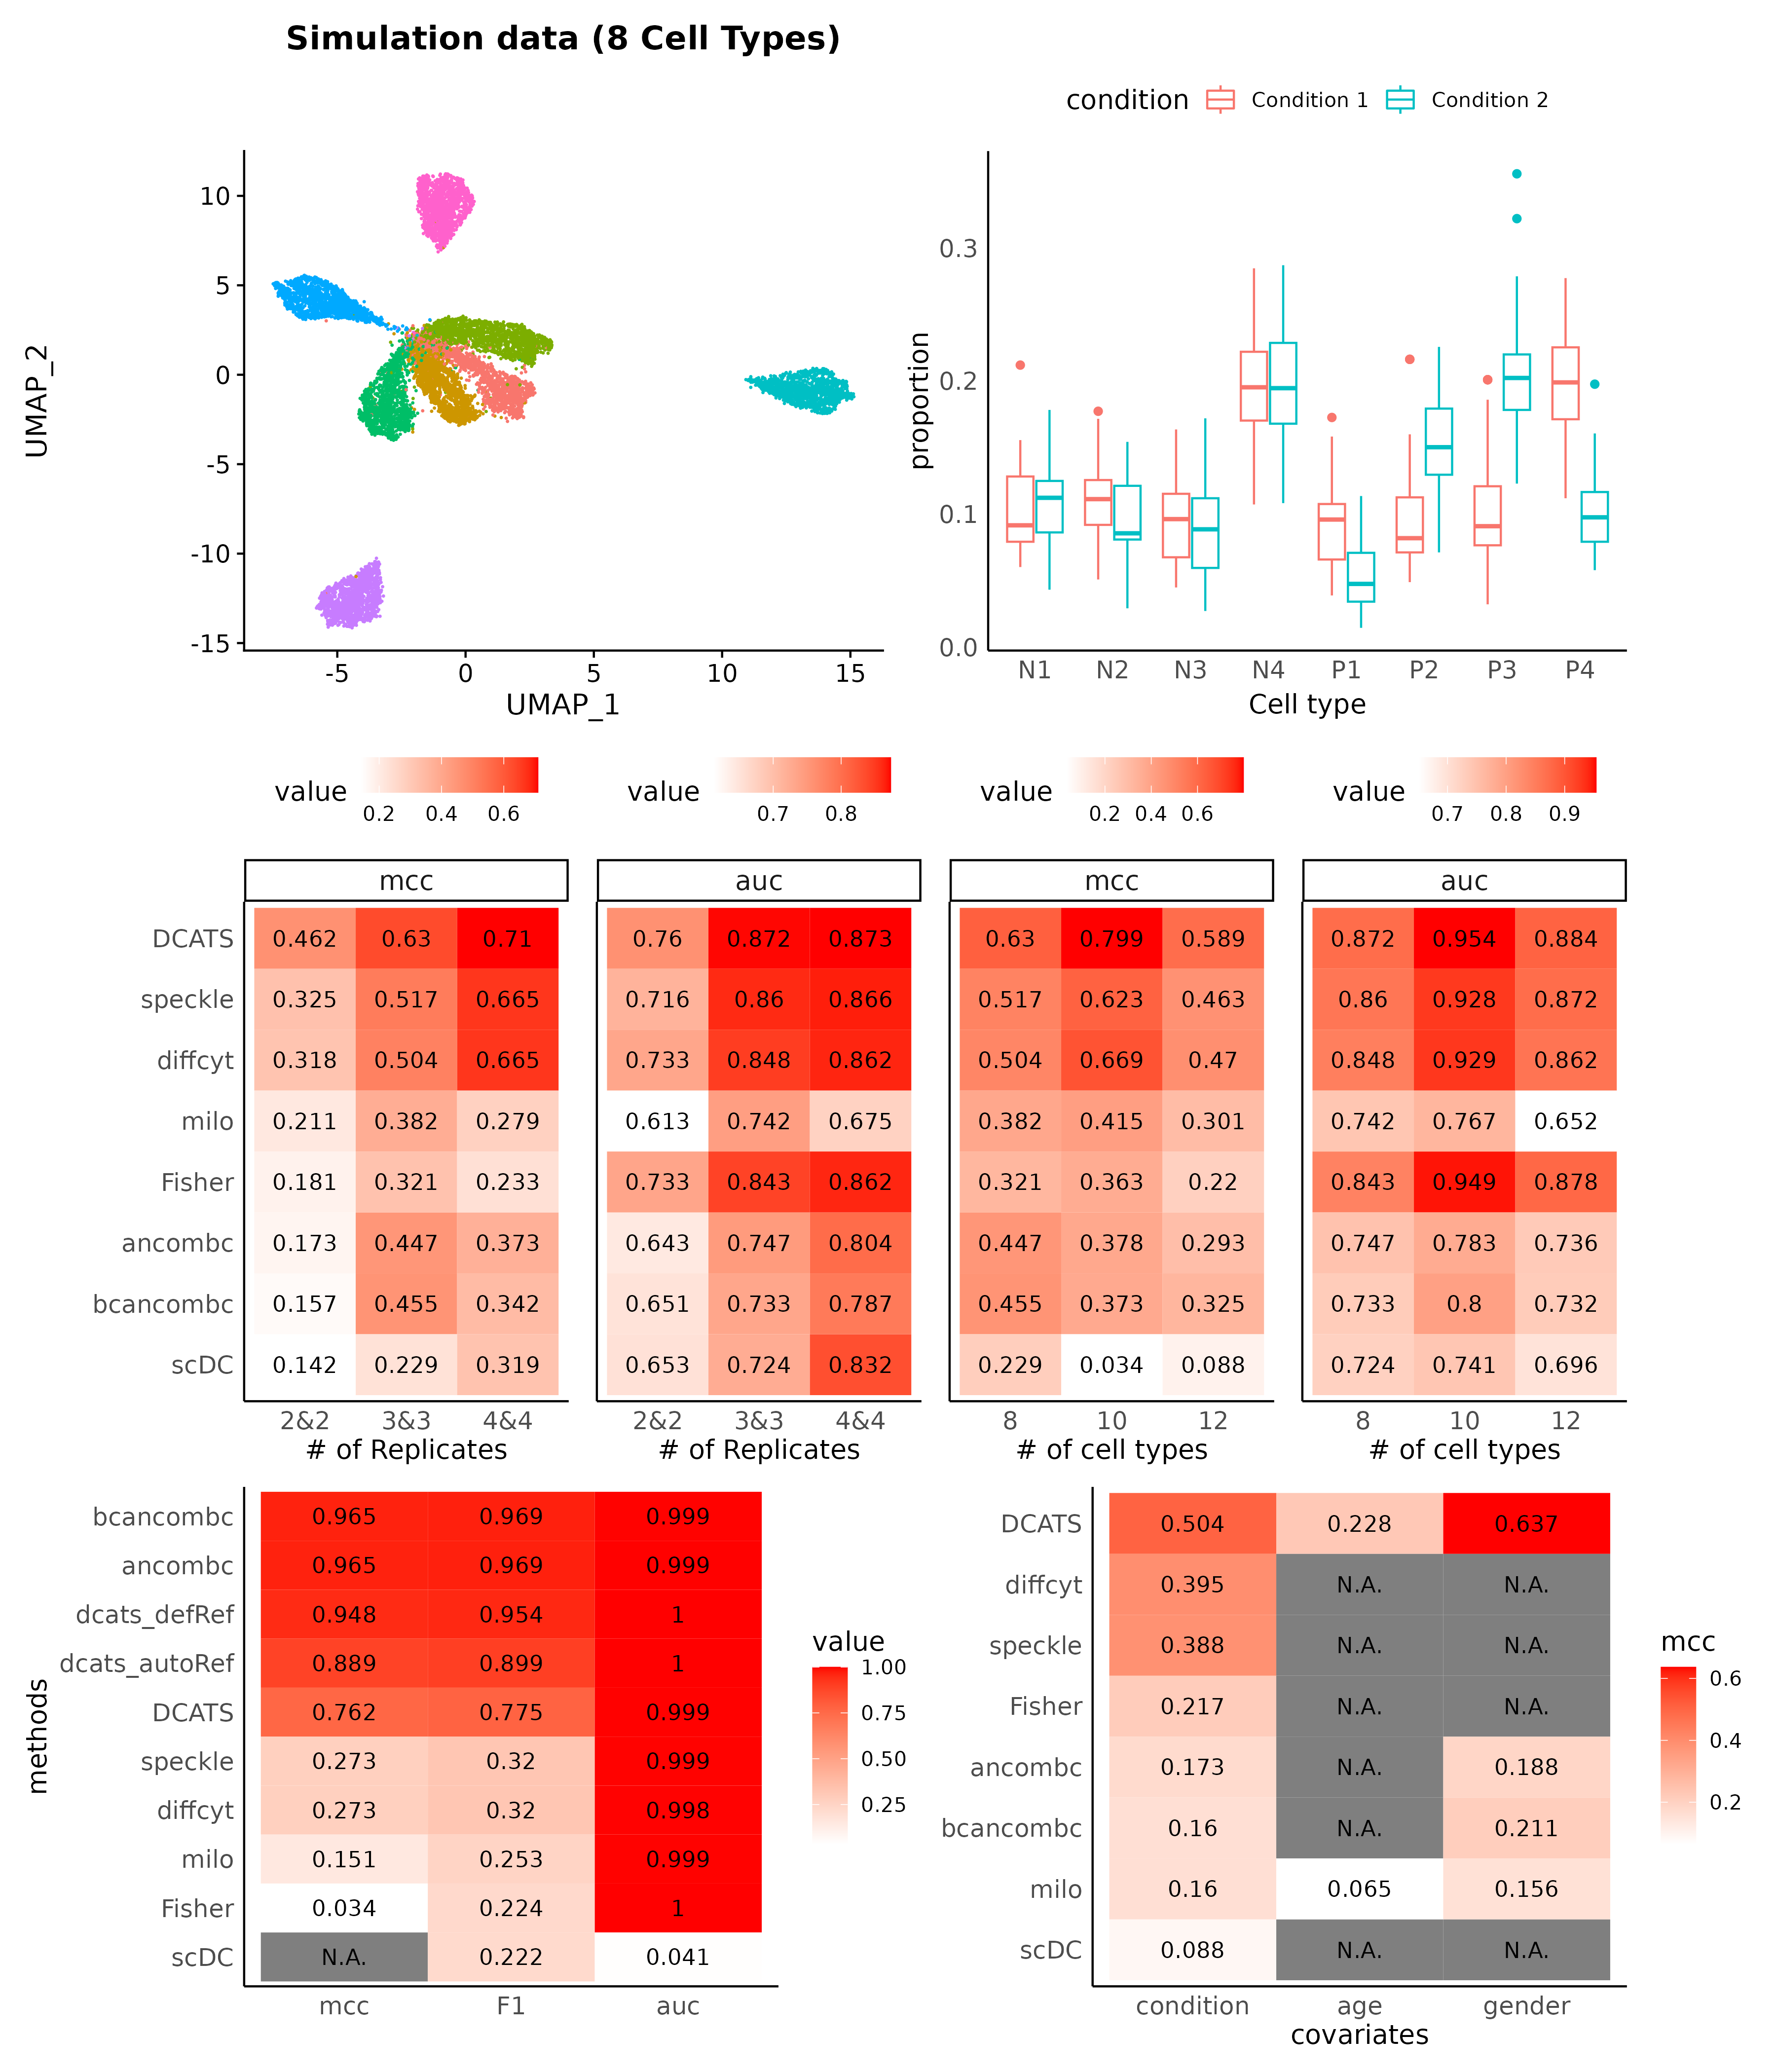 Simulation data (8 Cell Types)
condition Condition 1 Condition 2
10
5
0
-5
-10
-15
UMAP_2
-5 0 5 10 15
UMAP_1
0.3
0.2
0.1
0.0
proportion
N1 N2 N3 N4 P1 P2 P3 P4
Cell type
value 0.2 0.4 0.6
value 0.7 0.8
value 0.2 0.4 0.6
value 0.7 0.8 0.9
mcc auc mcc auc
DCATS 0.462 0.63 0.71 0.76 0.872 0.873 0.63 0.799 0.589 0.872 0.954 0.884
speckle 0.325 0.517 0.665 0.716 0.86 0.866 0.517 0.623 0.463 0.86 0.928 0.872
diffcyt 0.318 0.504 0.665 0.733 0.848 0.862 0.504 0.669 0.47 0.848 0.929 0.862
milo 0.211 0.382 0.279 0.613 0.742 0.675 0.382 0.415 0.301 0.742 0.767 0.652
Fisher 0.181 0.321 0.233 0.733 0.843 0.862 0.321 0.363 0.22 0.843 0.949 0.878
ancombc 0.173 0.447 0.373 0.643 0.747 0.804 0.447 0.378 0.293 0.747 0.783 0.736
bcancombc 0.157 0.455 0.342 0.651 0.733 0.787 0.455 0.373 0.325 0.733 0.8 0.732
scDC 0.142 0.229 0.319 0.653 0.724 0.832 0.229 0.034 0.088 0.724 0.741 0.696
2&2 3&3 4&4 2&2 3&3 4&4 8 10 12 8 10 12
# of Replicates # of Replicates # of cell types # of cell types
methods
bcancombc 0.965 0.969 0.999
ancombc 0.965 0.969 0.999
dcats_defRef 0.948 0.954 1
dcats_autoRef 0.889 0.899 1
DCATS 0.762 0.775 0.999
speckle 0.273 0.32 0.999
diffcyt 0.273 0.32 0.998
milo 0.151 0.253 0.999
Fisher 0.034 0.224 1
scDC N.A. 0.222 0.041
mcc F1 auc
value
1.00
0.75
0.50
0.25
DCATS 0.504 0.228 0.637
diffcyt 0.395 N.A. N.A.
speckle 0.388 N.A. N.A.
Fisher 0.217 N.A. N.A.
ancombc 0.173 N.A. 0.188
bcancombc 0.16 N.A. 0.211
milo 0.16 0.065 0.156
scDC 0.088 N.A. N.A.
condition age gender
covariates
mcc
0.6
0.4
0.2